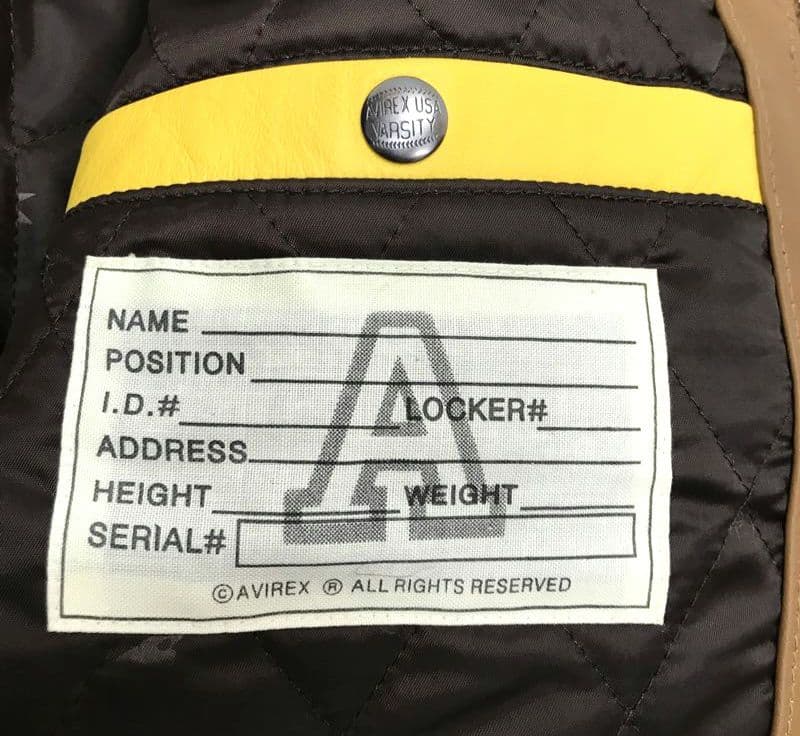 AVIREX USA
VARSITY
NAME
POSITION
I.D.# LOCKER#
ADDRESS
HEIGHT WEIGHT
SERIAL#
A
© AVIREX ® ALL RIGHTS RESERVED